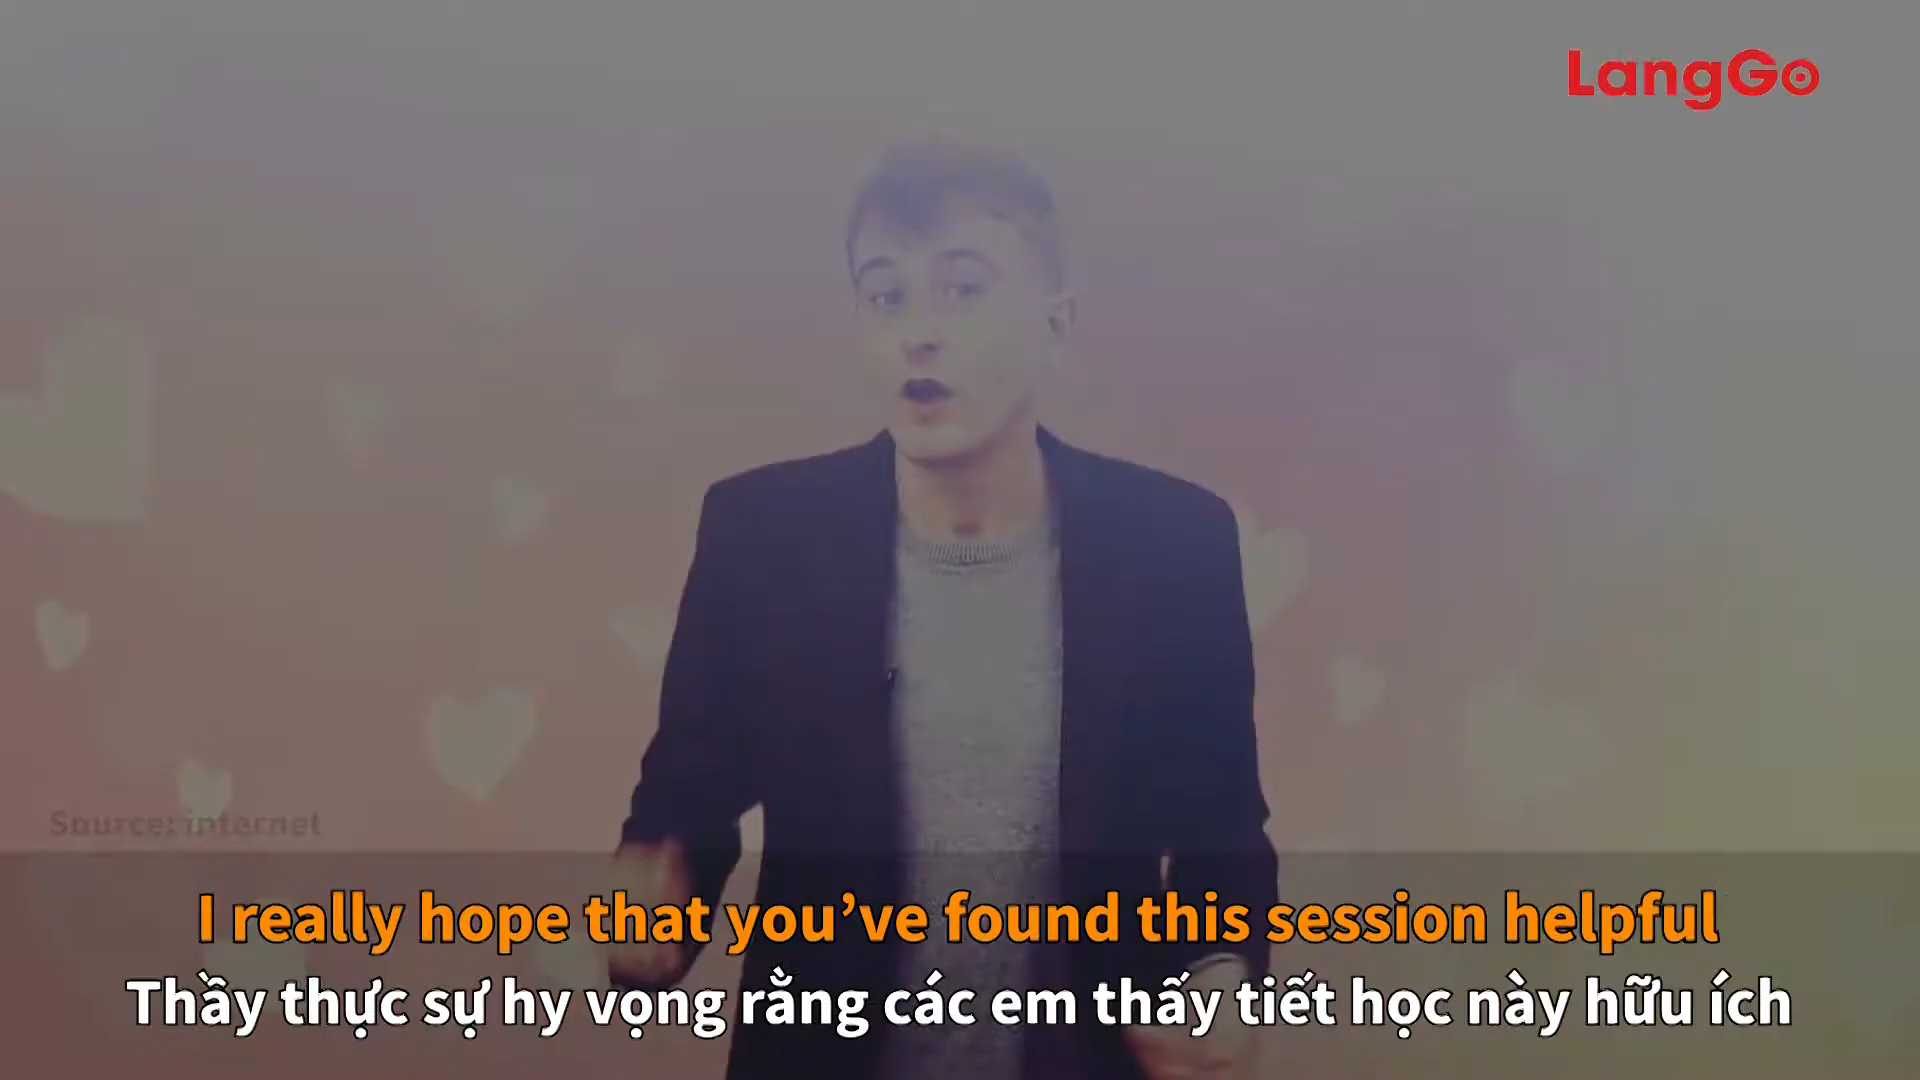 LangGo
Source: internet
I really hope that you’ve found this session helpful
Thầy thực sự hy vọng rằng các em thấy tiết học này hữu ích